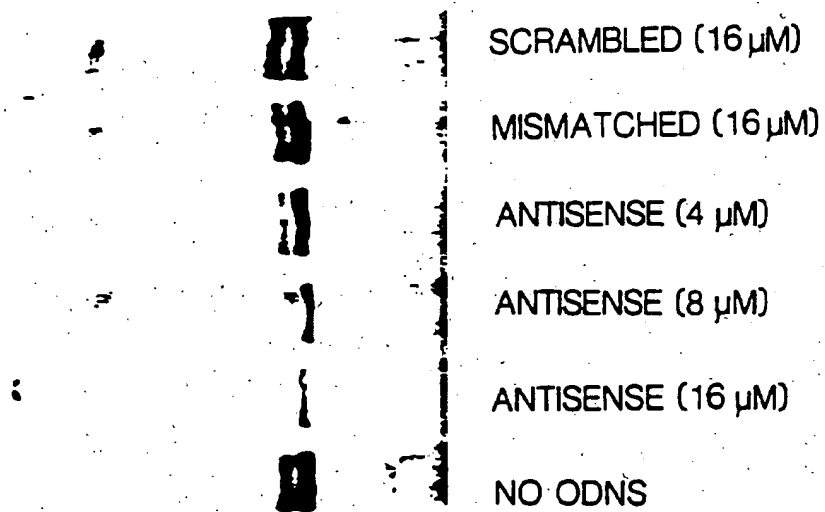 SCRAMBLED (16 µM)
MISMATCHED (16 µM)
ANTISENSE (4 µM)
ANTISENSE (8 µM)
ANTISENSE (16 µM)
NO ODNS